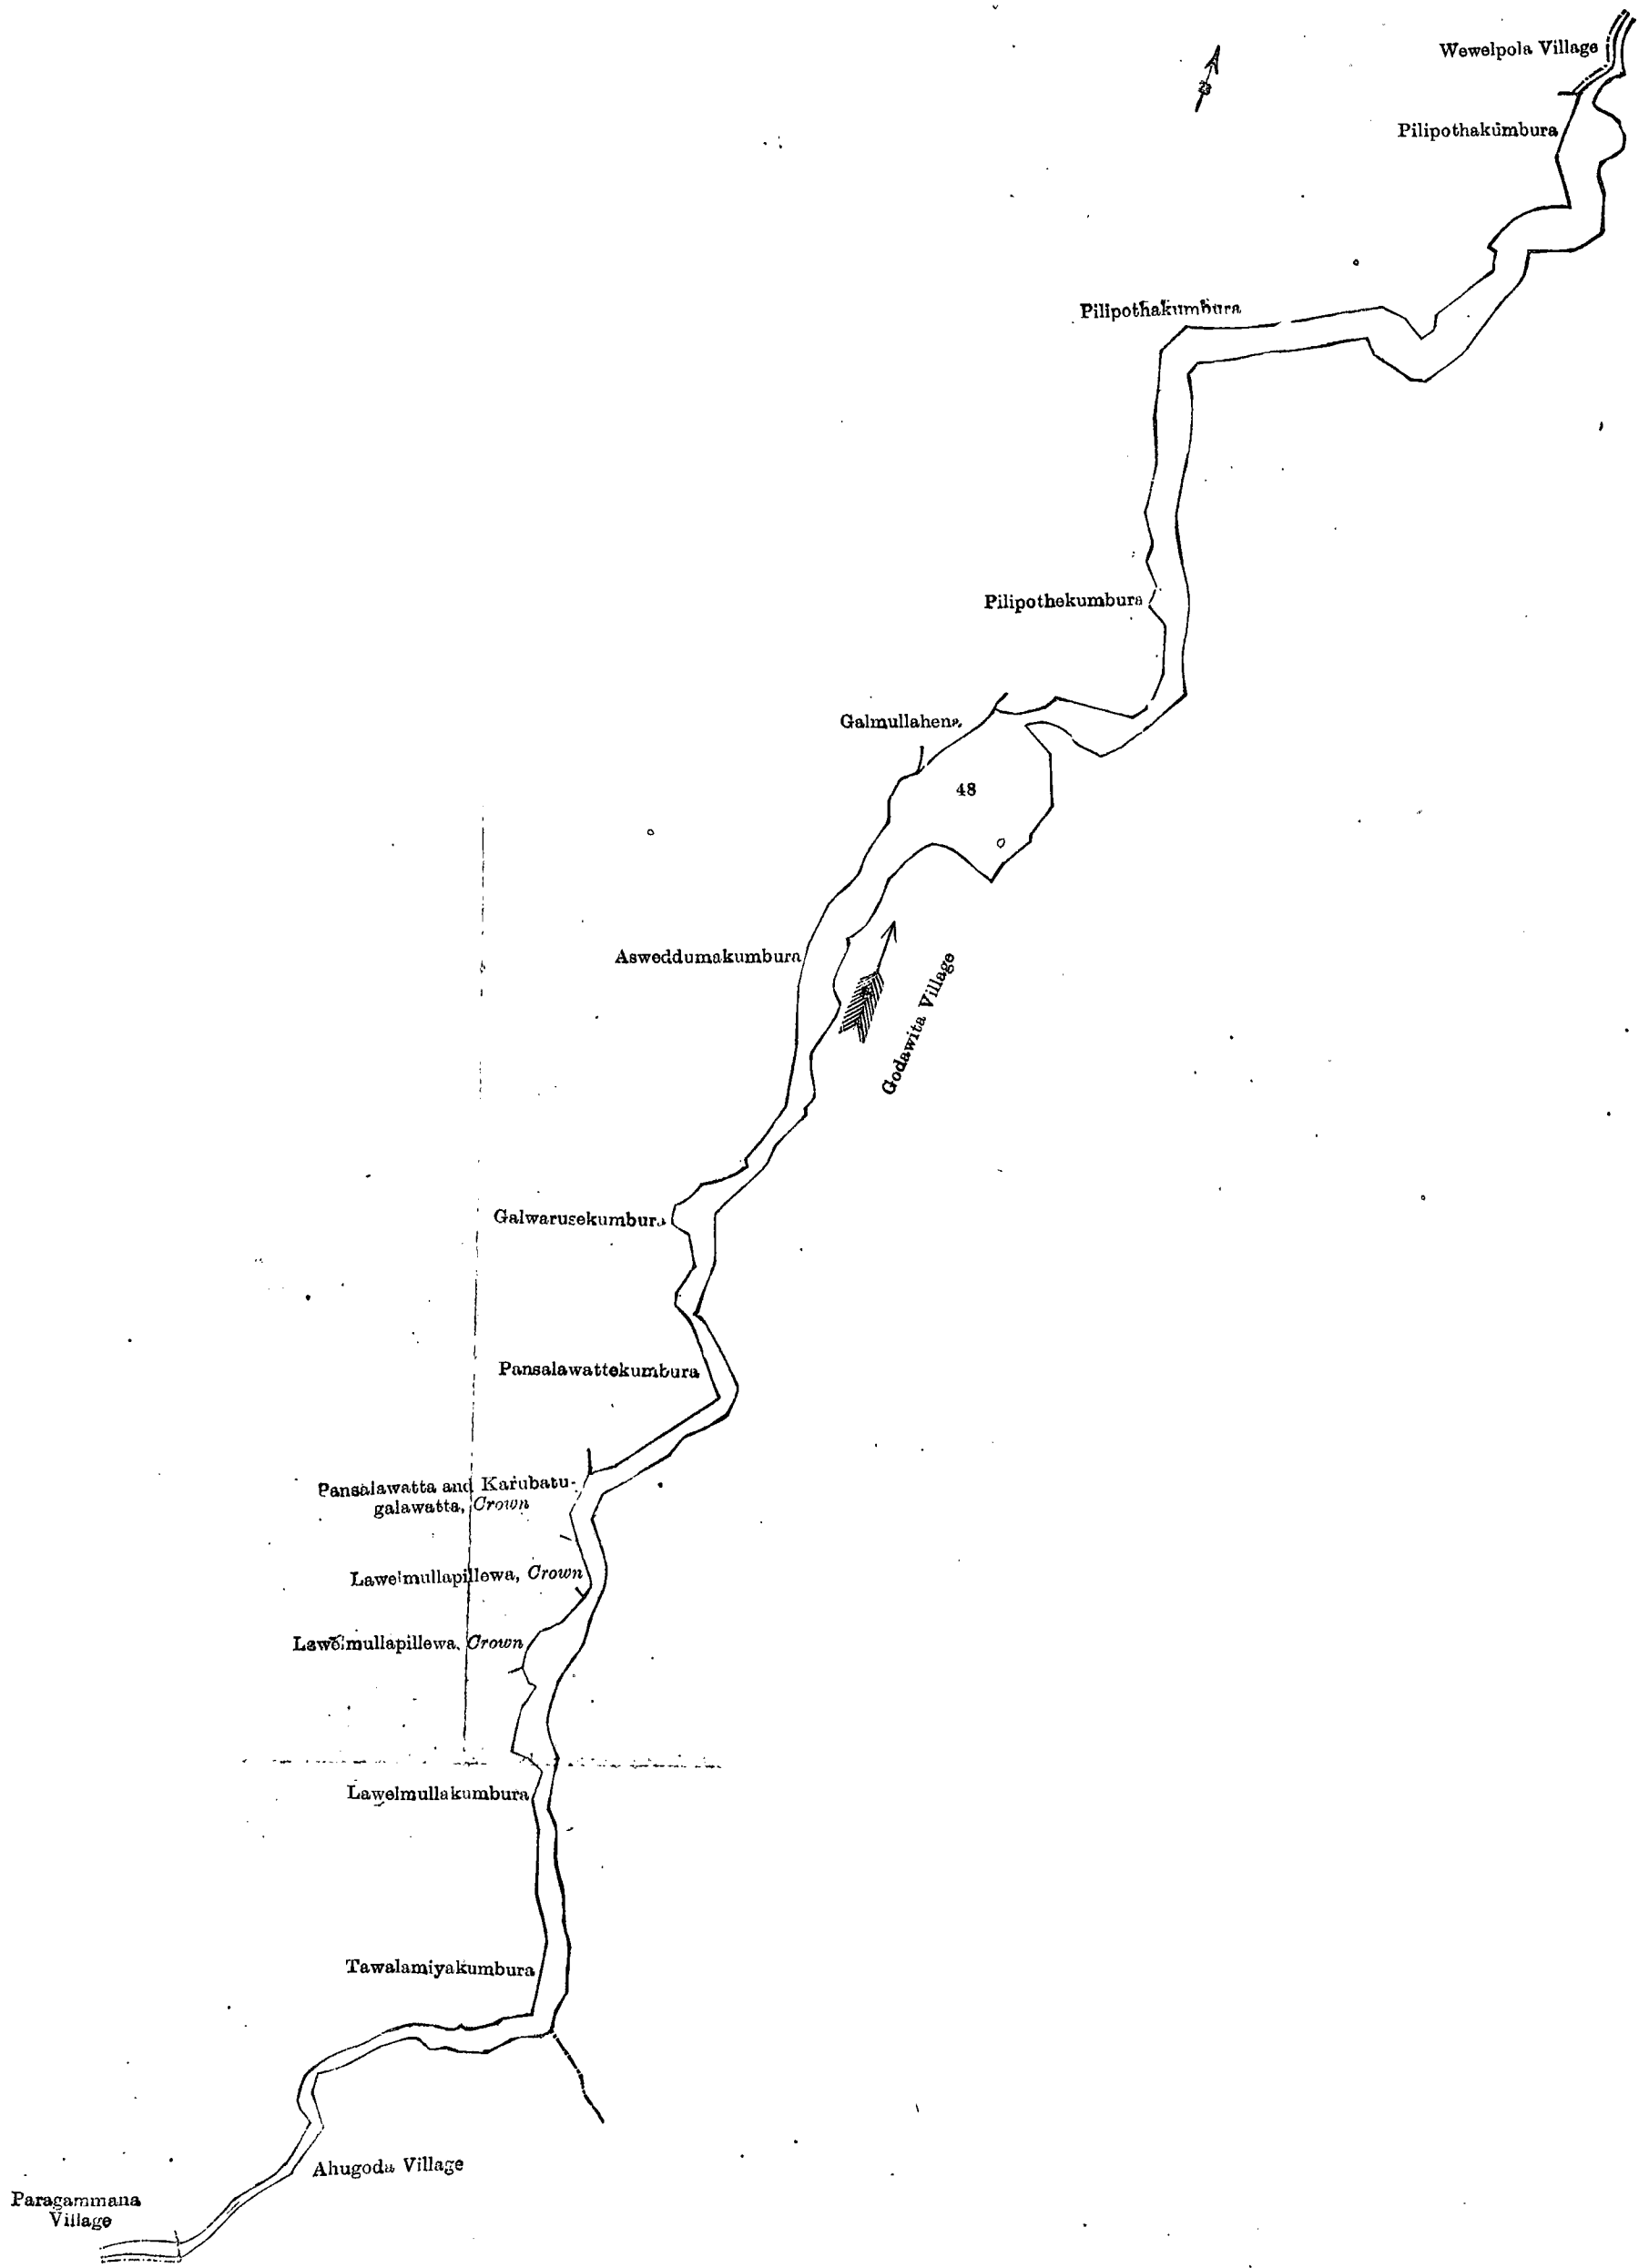 Wewelpola Village
Pilipothakumbura
Pilipothakumbura
Pilipothekumbura
Galmullahena
48
Asweddumakumbura
Godawita Village
Galwarusekumbura
Pansalawattekumbura
Pansalawatta and Karubatu-
galawatta, Crown
Lawelmullapillewa, Crown
Lawelmullapillewa, Crown
Lawelmullakumbura
Tawalamiyakumbura
Ahugoda Village
Paragammana
Village